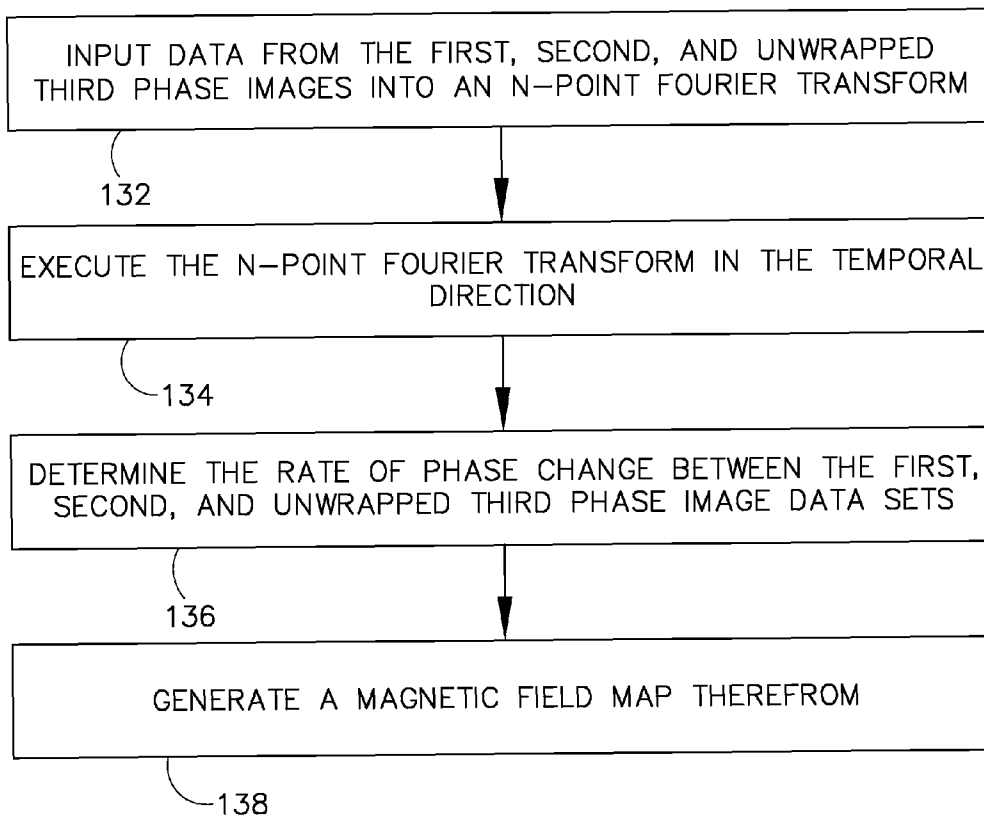 INPUT DATA FROM THE FIRST, SECOND, AND UNWRAPPED
THIRD PHASE IMAGES INTO AN N-POINT FOURIER TRANSFORM
132
EXECUTE THE N-POINT FOURIER TRANSFORM IN THE TEMPORAL
DIRECTION
134
DETERMINE THE RATE OF PHASE CHANGE BETWEEN THE FIRST,
SECOND, AND UNWRAPPED THIRD PHASE IMAGE DATA SETS
136
GENERATE A MAGNETIC FIELD MAP THEREFROM
138